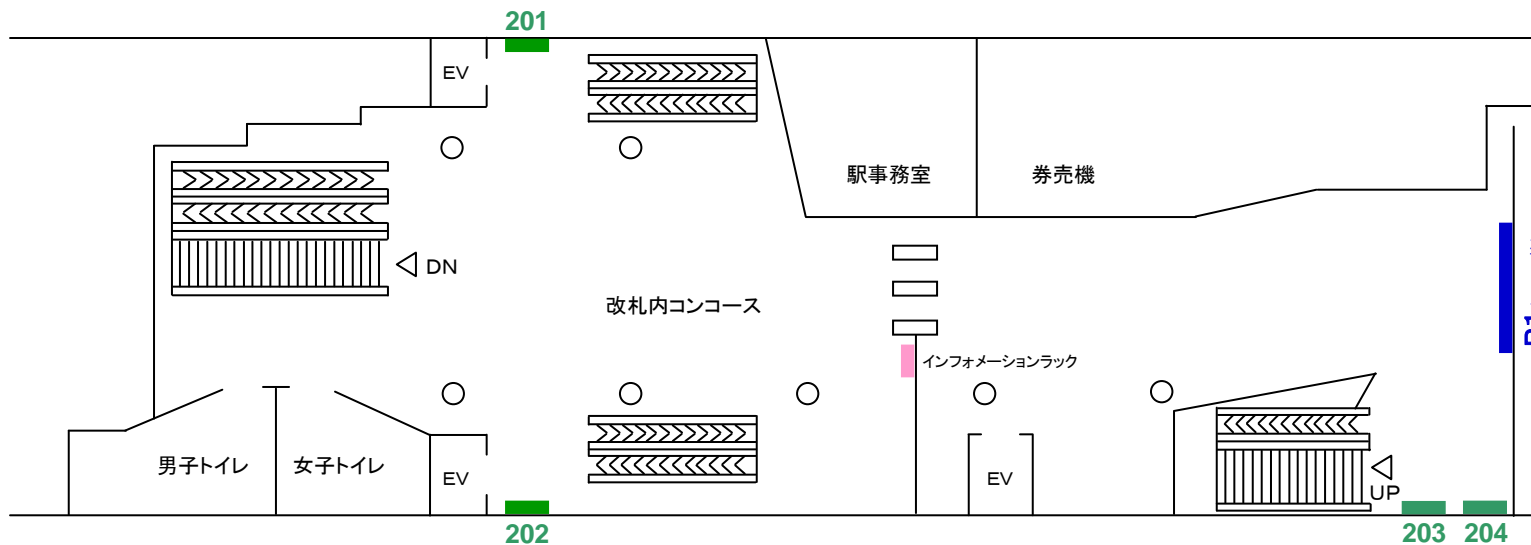 201
EV
駅事務室
券売機
DN
改札内コンコース
インフォメーションラック
男子トイレ
女子トイレ
EV
EV
UP
202
203
204